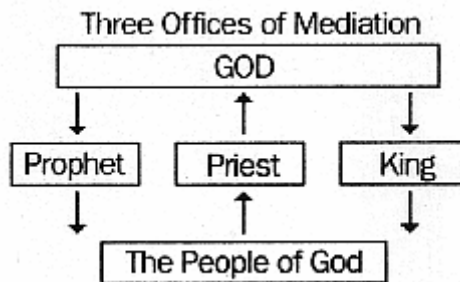 Three Offices of Mediation
GOD
Prophet Priest King
The People of God